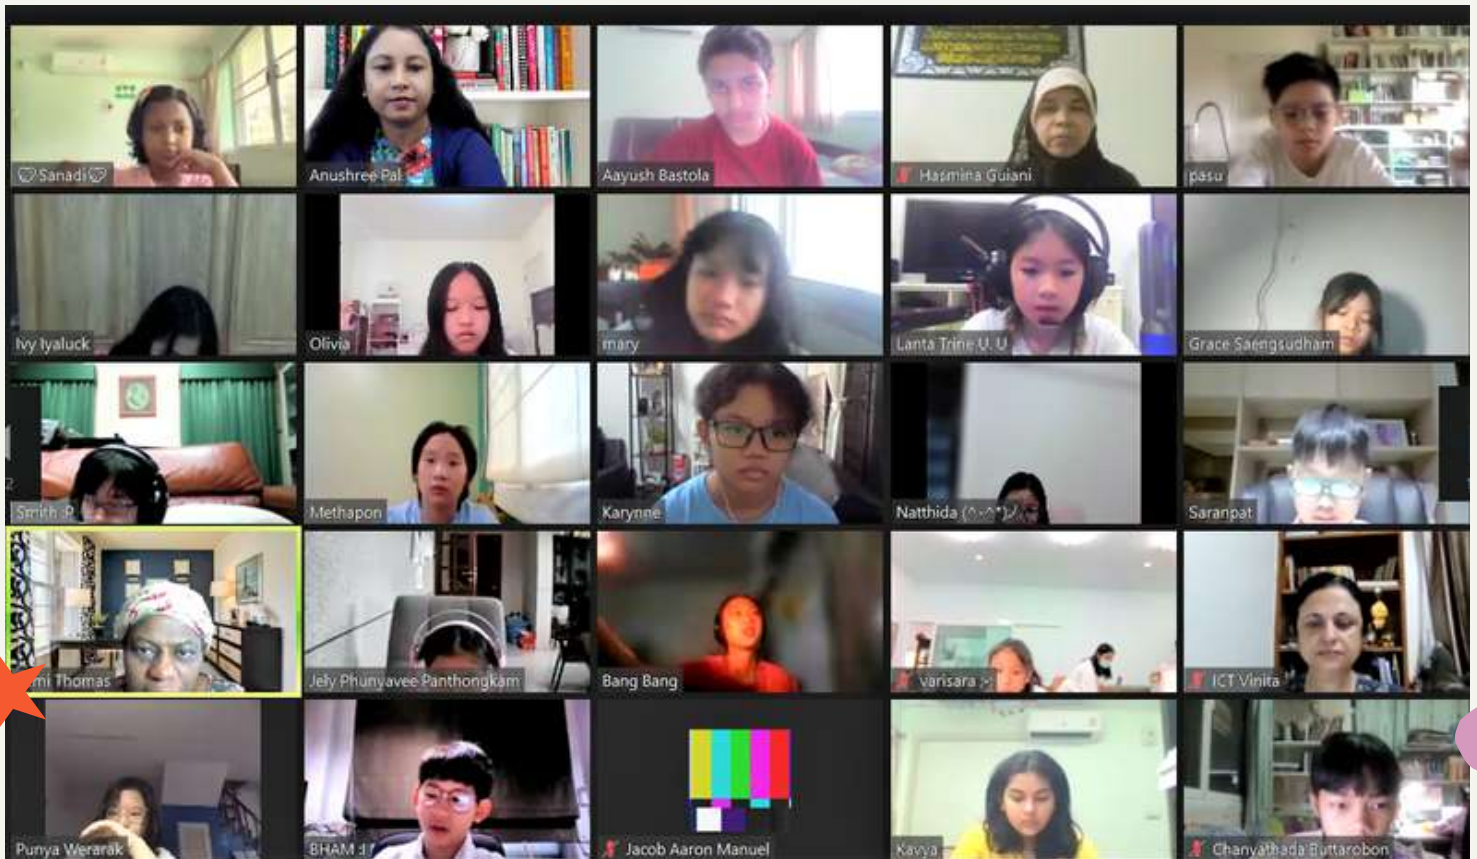 Sanadi
Anushree Pal
Aayush Bastola
Hasmina Guiani
pasu
Ivy Iyaluck
Olivia
mary
Lanta Trine U. U
Grace Saengsudham
Smith :P
Methapon
Karynne
Natthida (^-^*)ノ
Saranpat
mi Thomas
Jely Phunyavee Panthongkam
Bang Bang
varisara :-)
ICT Vinita
Punya Werarak
BHAM :I
Jacob Aaron Manuel
Kavya
Chanyathada Buttarobon